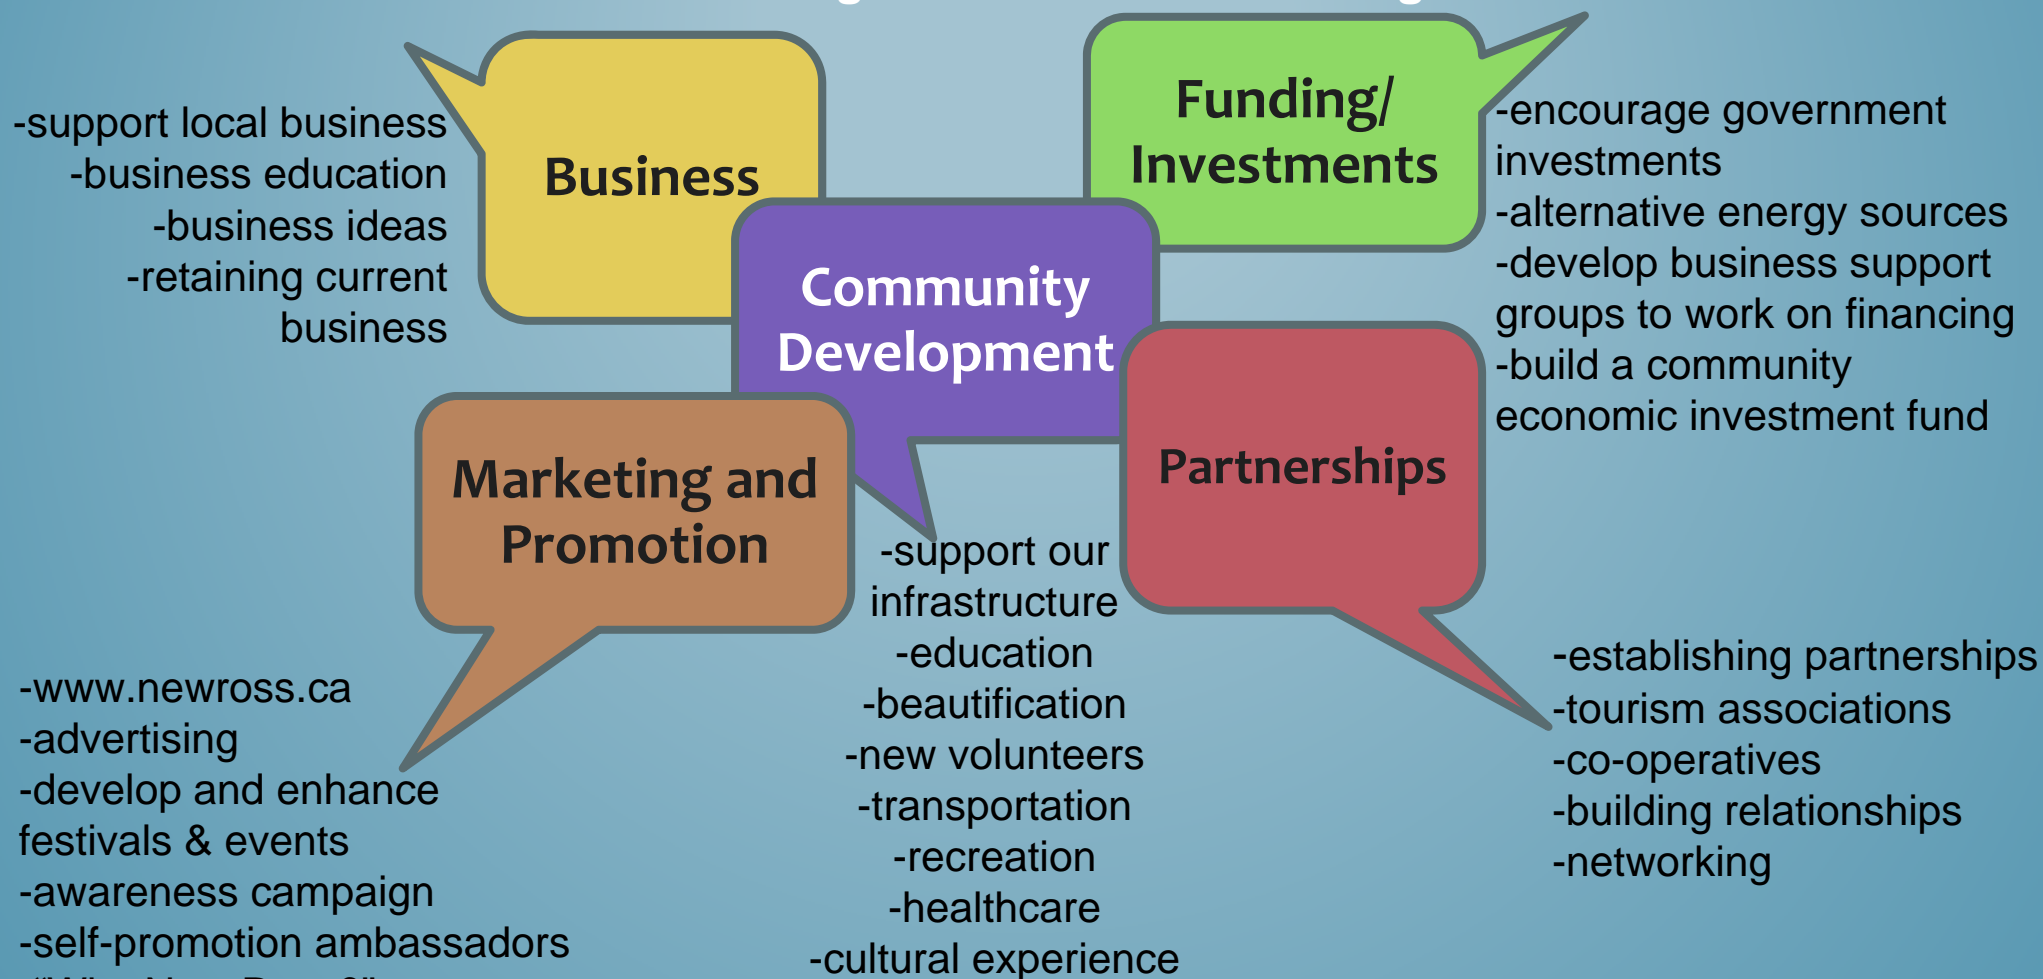 -support local business
-business education
-business ideas
-retaining current
business
Business
Funding/
Investments
-encourage government
investments
-alternative energy sources
-develop business support
groups to work on financing
-build a community
economic investment fund
Community
Development
Marketing and
Promotion
Partnerships
-www.newross.ca
-advertising
-develop and enhance
festivals & events
-awareness campaign
-self-promotion ambassadors
-support our
infrastructure
-education
-beautification
-new volunteers
-transportation
-recreation
-healthcare
-cultural experience
-establishing partnerships
-tourism associations
-co-operatives
-building relationships
-networking